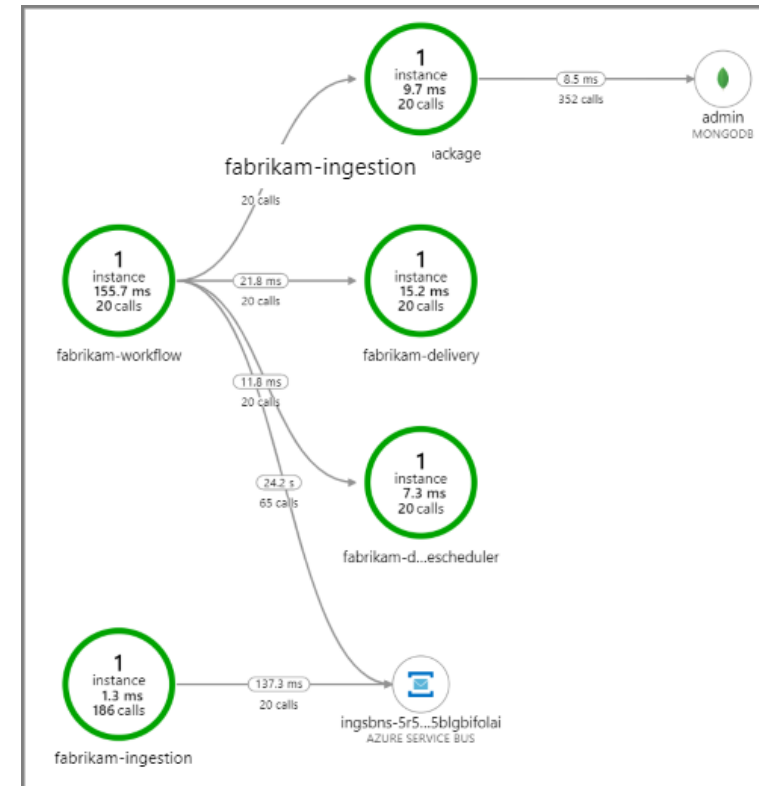 1
instance
9.7 ms
20 calls
8.5 ms
352 calls
admin
MONGODB
ackage
fabrikam-ingestion
20 calls
1
instance
155.7 ms
20 calls
fabrikam-workflow
21.8 ms
20 calls
1
instance
15.2 ms
20 calls
fabrikam-delivery
11.8 ms
20 calls
24.2 s
65 calls
1
instance
7.3 ms
20 calls
fabrikam-d...escheduler
1
instance
1.3 ms
186 calls
fabrikam-ingestion
137.3 ms
20 calls
ingsbns-5r5...5blgbifolai
AZURE SERVICE BUS